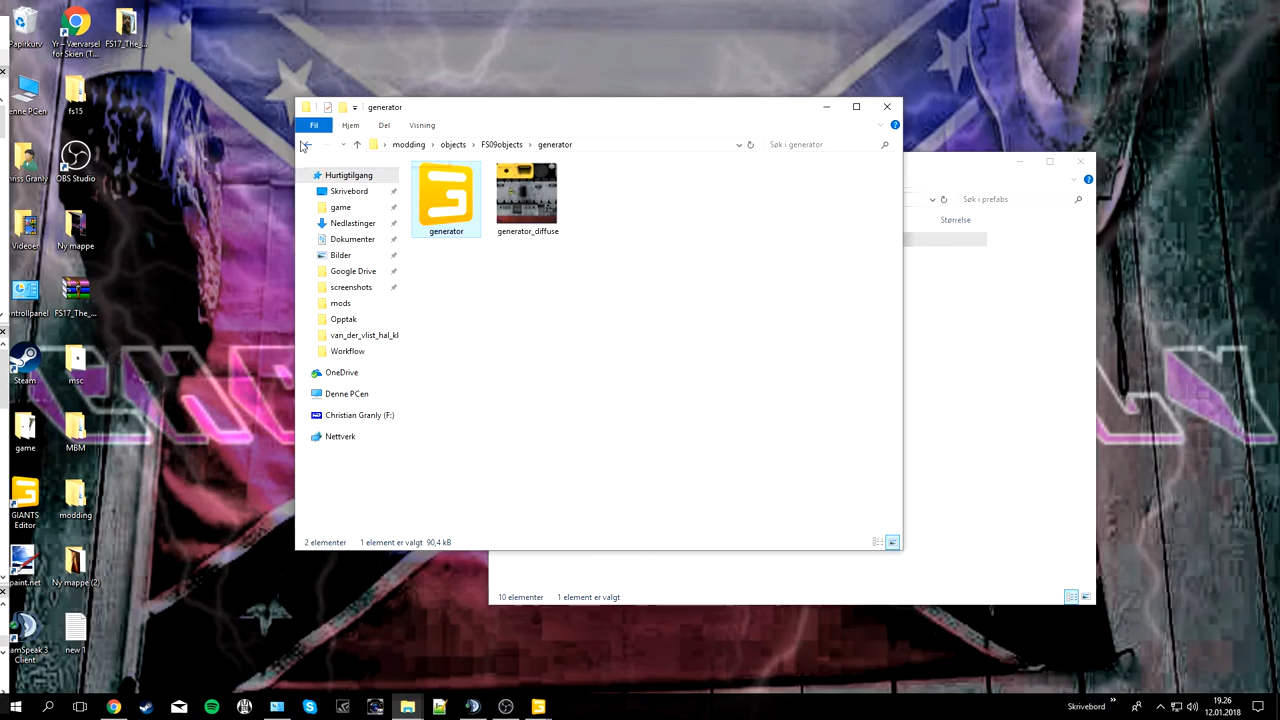 Papirkurv
Yr – Værvarsel
for Skien (T...
FS17_The_...
enne PCen
fs15
riss Granly
OBS Studio
Videoer
Ny mappe
ntrollpanel
FS17_The_...
Steam
msc
game
MBM
GIANTS
Editor
modding
paint.net
Ny mappe (2)
eamSpeak 3
Client
new 1
generator
Fil
Hjem
Del
Visning
modding
objects
FS09objects
generator
Søk i generator
Hurtigtilgang
Skrivebord
game
Nedlastinger
Dokumenter
Bilder
Google Drive
screenshots
mods
Opptak
van_der_vlist_hal_kl
Workflow
OneDrive
Denne PCen
Christian Granly (F:)
Nettverk
generator
generator_diffuse
2 elementer
1 element er valgt 90,4 kB
Søk i prefabs
Størrelse
10 elementer
1 element er valgt
Skrivebord
19.26
12.01.2018